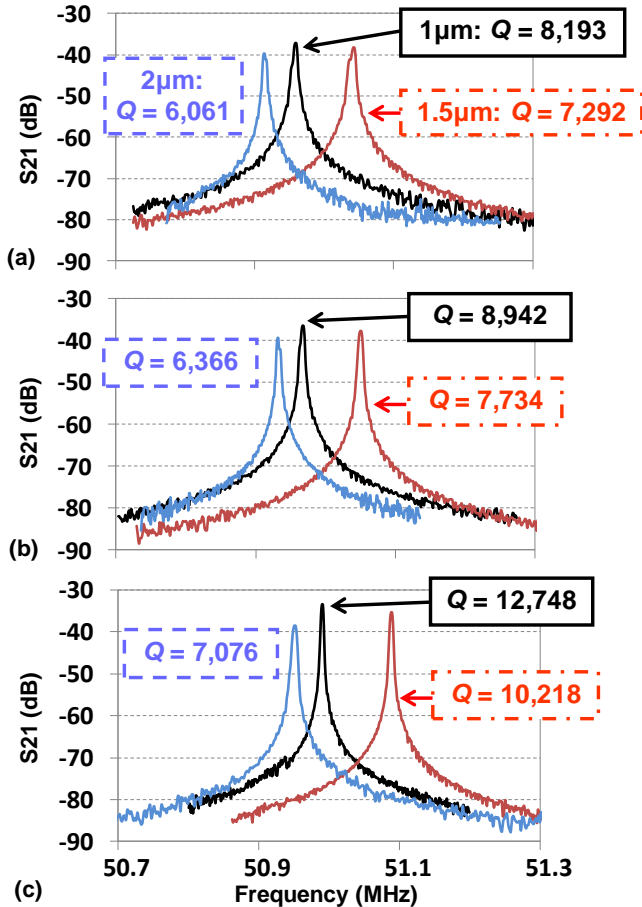 -30
-40
-50
-60
-70
-80
-90
S21 (dB)
(a)
1µm: Q = 8,193
2µm:
Q = 6,061
1.5µm: Q = 7,292
-30
-40
-50
-60
-70
-80
-90
S21 (dB)
(b)
Q = 8,942
Q = 6,366
Q = 7,734
-30
-40
-50
-60
-70
-80
-90
S21 (dB)
(c)
Q = 12,748
Q = 7,076
Q = 10,218
50.7 50.9 51.1 51.3
Frequency (MHz)